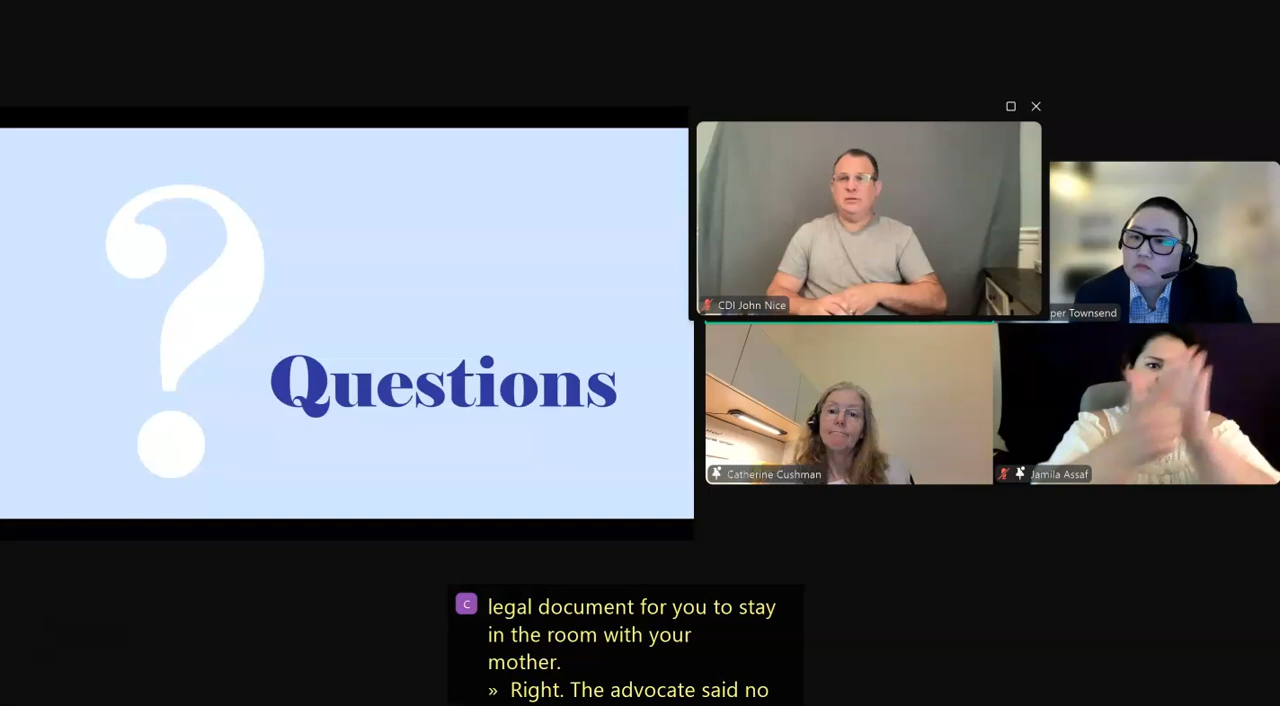 ?
Questions
CDI John Nice
per Townsend
Catherine Cushman
Jamila Assaf
C
legal document for you to stay
in the room with your
mother.
» Right. The advocate said no